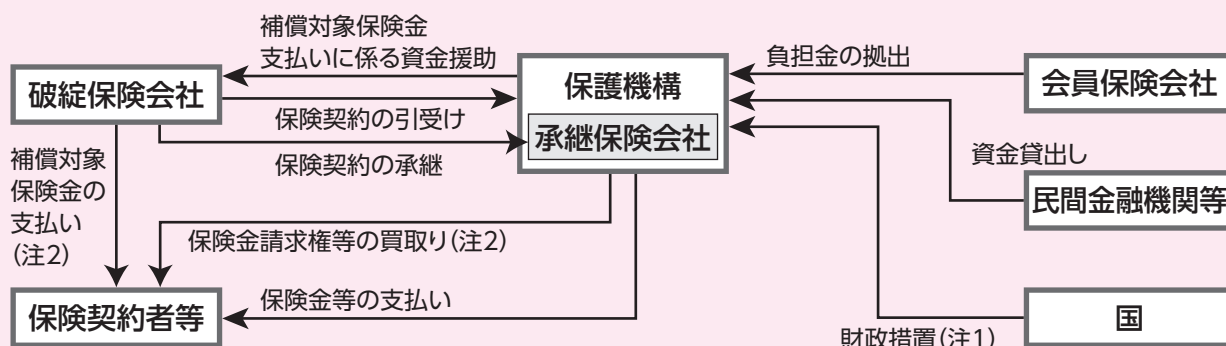 補償対象保険金
支払いに係る資金援助
破綻保険会社
保護機構
承継保険会社
負担金の拠出
会員保険会社
保険契約の引受け
保険契約の承継
資金貸出し
民間金融機関等
補償対象
保険金の
支払い
(注2)
保険金請求権等の買取り(注2)
保険金等の支払い
保険契約者等
国
財政措置(注1)